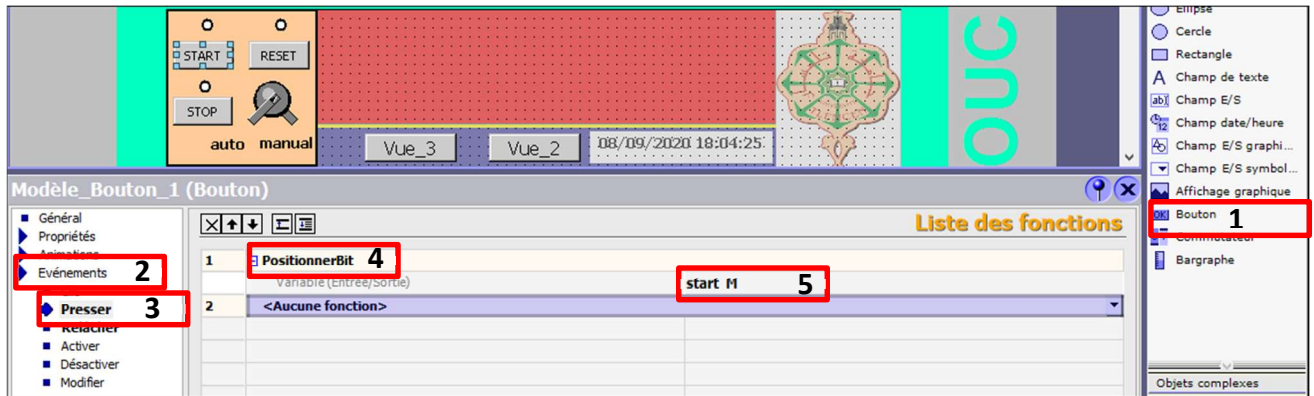 START
RESET
STOP
auto manual
Vue_3
Vue_2
08/09/2020 18:04:25
OUC
Ellipse
Cercle
Rectangle
A Champ de texte
ab Champ E/S
12 Champ date/heure
Champ E/S graphi...
Champ E/S symbol...
Affichage graphique
OK Bouton 1
Commutateur
Bargraphe
Objets complexes
Modèle_Bouton_1 (Bouton)
Général
Propriétés
Animations
Evénements 2
Presser 3
Relâcher
Activer
Désactiver
Modifier
Liste des fonctions
1 PositionnerBit 4
Variable (Entrée/Sortie) start M 5
2 <Aucune fonction>